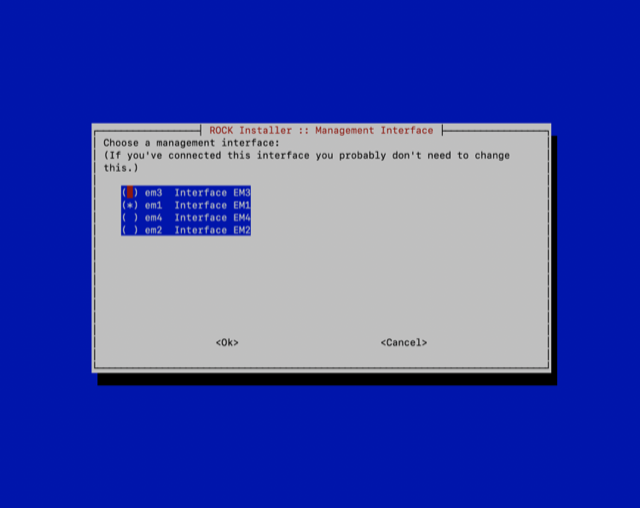 ROCK Installer :: Management Interface
Choose a management interface:
(If you've connected this interface you probably don't need to change
this.)
( ) em3  Interface EM3
(*) em1  Interface EM1
( ) em4  Interface EM4
( ) em2  Interface EM2
<Ok> <Cancel>